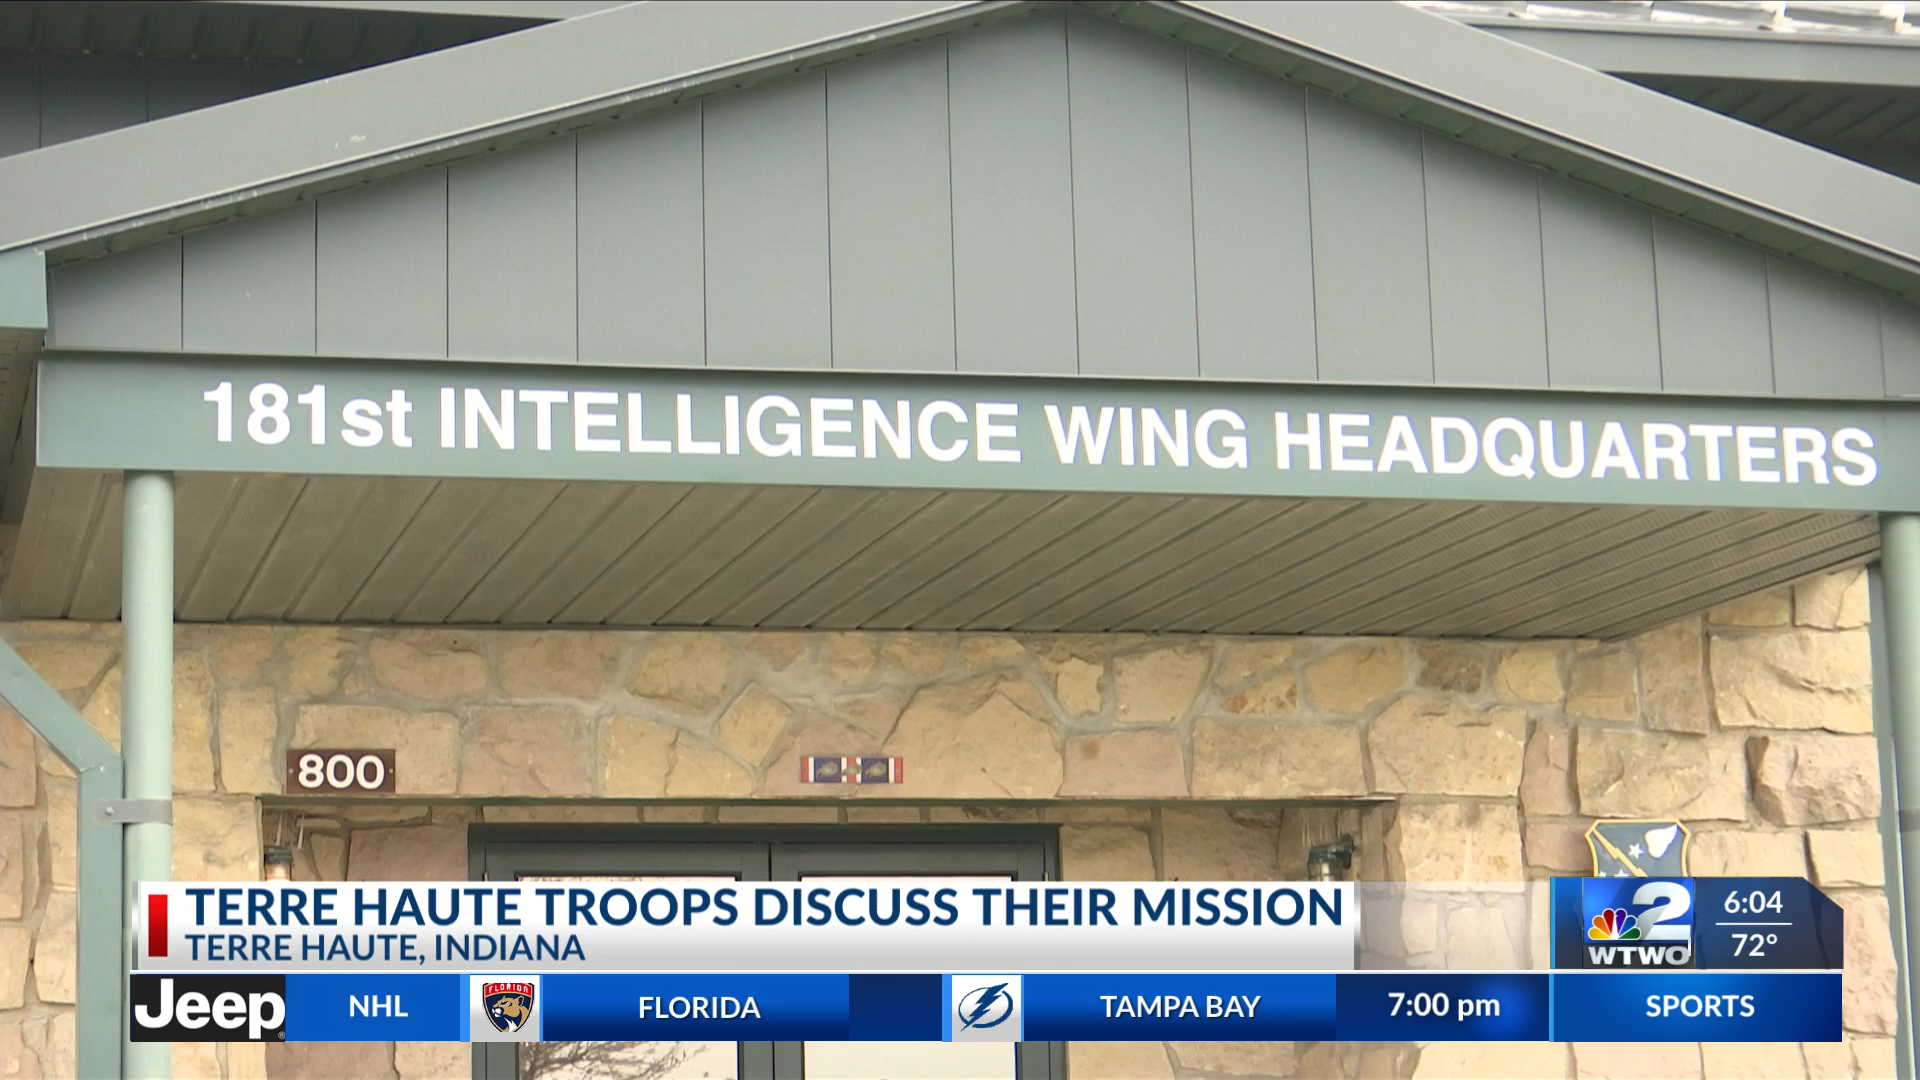 181st INTELLIGENCE WING HEADQUARTERS
800
TERRE HAUTE TROOPS DISCUSS THEIR MISSION
TERRE HAUTE, INDIANA
2
WTWO
6:04
72°
Jeep
NHL
FLORIDA
FLORIDA
TAMPA BAY
7:00 pm
SPORTS